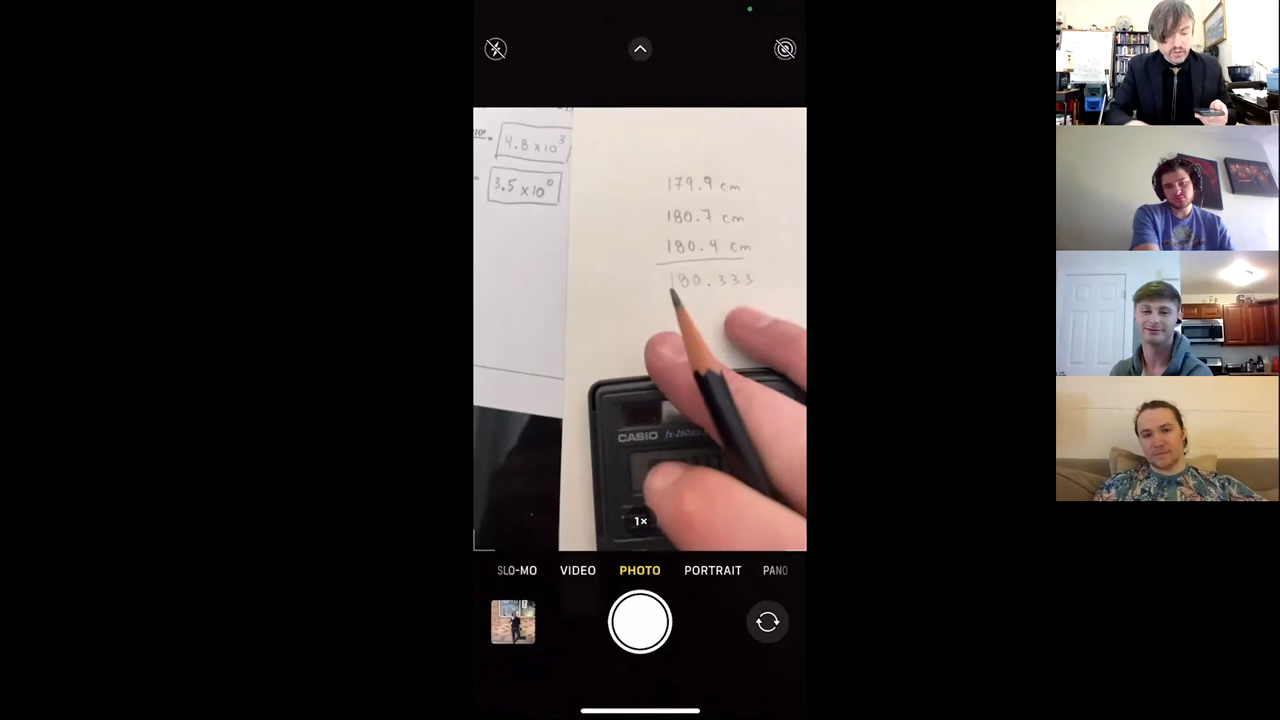 4.8 x 10³
3.5 x 10⁰
179.9 cm
180.7 cm
180.4 cm
180.333
CASIO
1×
SLO-MO VIDEO PHOTO PORTRAIT PANO